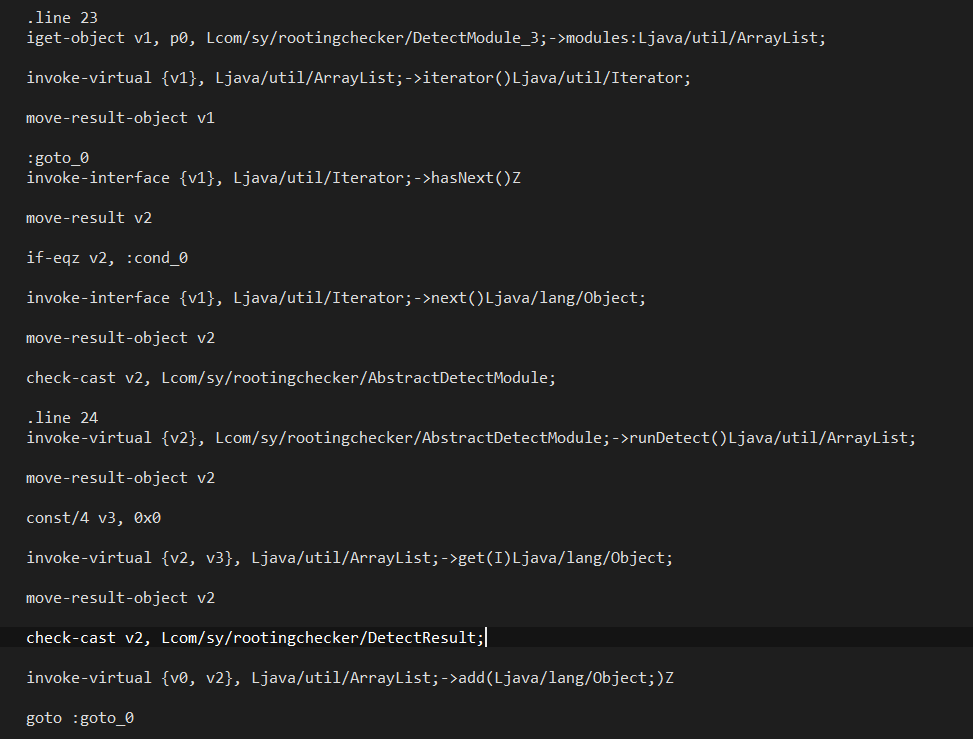 .line 23
iget-object v1, p0, Lcom/sy/rootingchecker/DetectModule_3;->modules:Ljava/util/ArrayList;
invoke-virtual {v1}, Ljava/util/ArrayList;->iterator()Ljava/util/Iterator;
move-result-object v1
:goto_0
invoke-interface {v1}, Ljava/util/Iterator;->hasNext()Z
move-result v2
if-eqz v2, :cond_0
invoke-interface {v1}, Ljava/util/Iterator;->next()Ljava/lang/Object;
move-result-object v2
check-cast v2, Lcom/sy/rootingchecker/AbstractDetectModule;
.line 24
invoke-virtual {v2}, Lcom/sy/rootingchecker/AbstractDetectModule;->runDetect()Ljava/util/ArrayList;
move-result-object v2
const/4 v3, 0x0
invoke-virtual {v2, v3}, Ljava/util/ArrayList;->get(I)Ljava/lang/Object;
move-result-object v2
check-cast v2, Lcom/sy/rootingchecker/DetectResult;
invoke-virtual {v0, v2}, Ljava/util/ArrayList;->add(Ljava/lang/Object;)Z
goto :goto_0